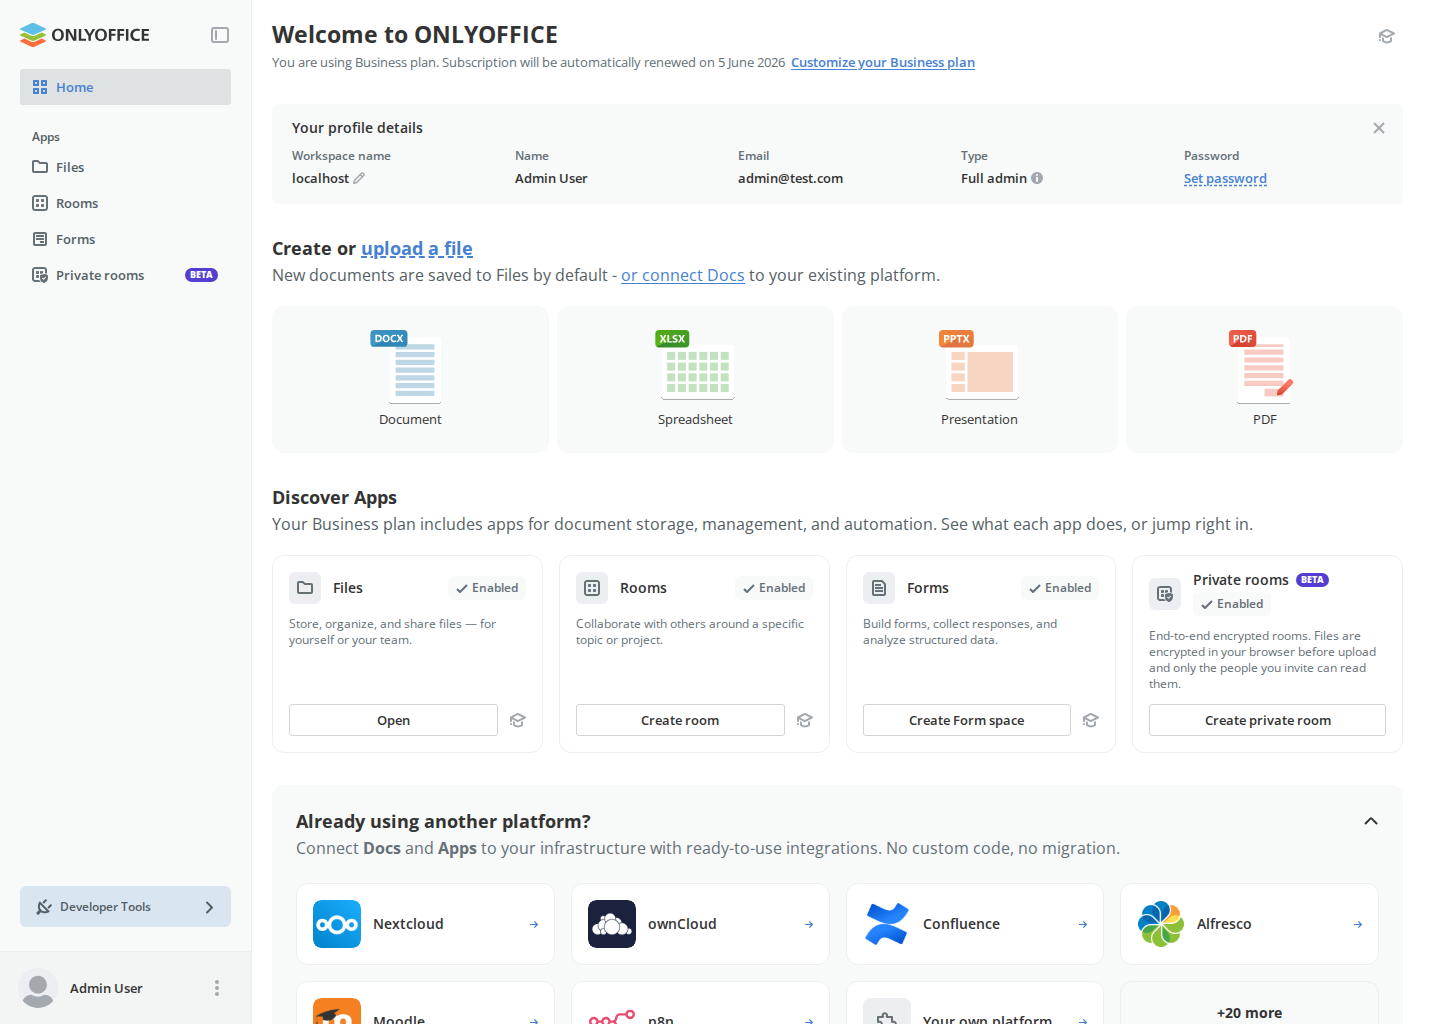 ONLYOFFICE
Home
Apps
Files
Rooms
Forms
Private rooms BETA
Developer Tools
Admin User
Welcome to ONLYOFFICE
You are using Business plan. Subscription will be automatically renewed on 5 June 2026 Customize your Business plan
Your profile details
Workspace name Name Email Type Password
localhost Admin User admin@test.com Full admin Set password
Create or upload a file
New documents are saved to Files by default - or connect Docs to your existing platform.
DOCX XLSX PPTX PDF
Document Spreadsheet Presentation PDF
Discover Apps
Your Business plan includes apps for document storage, management, and automation. See what each app does, or jump right in.
Files Enabled
Store, organize, and share files — for
yourself or your team.
Open
Rooms Enabled
Collaborate with others around a specific
topic or project.
Create room
Forms Enabled
Build forms, collect responses, and
analyze structured data.
Create Form space
Private rooms BETA
Enabled
End-to-end encrypted rooms. Files are
encrypted in your browser before upload
and only the people you invite can read
them.
Create private room
Already using another platform?
Connect Docs and Apps to your infrastructure with ready-to-use integrations. No custom code, no migration.
Nextcloud ownCloud Confluence Alfresco
Moodle n8n Your own platform +20 more